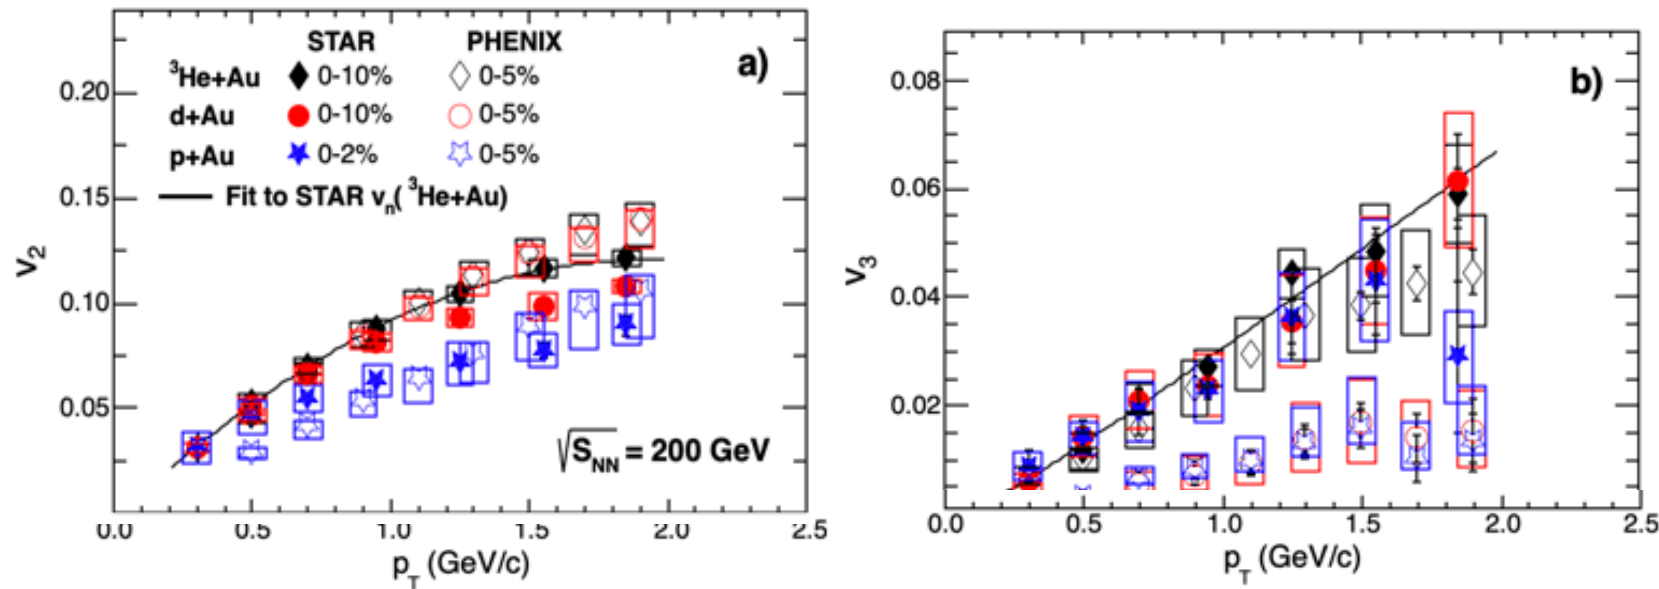 STAR PHENIX
³He+Au 0-10% 0-5%
d+Au 0-10% 0-5%
p+Au 0-2% 0-5%
Fit to STAR vₙ(³He+Au)
a)
0.20
0.15
0.10
0.05
v₂
√S_NN = 200 GeV
0.0 0.5 1.0 1.5 2.0 2.5
p_T (GeV/c)
b)
0.08
0.06
0.04
0.02
v₃
0.0 0.5 1.0 1.5 2.0 2.5
p_T (GeV/c)